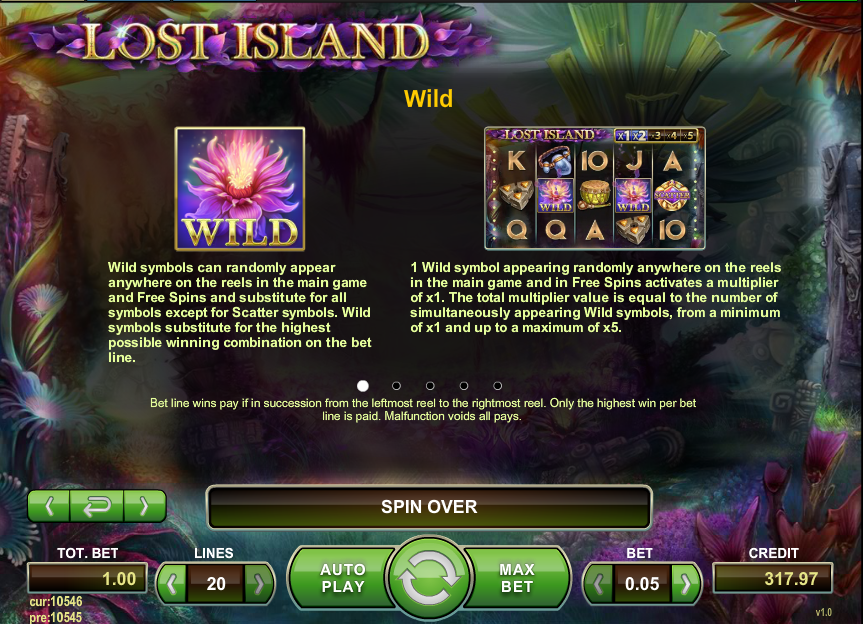 LOST ISLAND
Wild
LOST ISLAND x1 x2 x3 x4 x5
K 10 J A
WILD WILD SCATTER
Q Q A 10
WILD
Wild symbols can randomly appear
anywhere on the reels in the main game
and Free Spins and substitute for all
symbols except for Scatter symbols. Wild
symbols substitute for the highest
possible winning combination on the bet
line.
1 Wild symbol appearing randomly anywhere on the reels
in the main game and in Free Spins activates a multiplier
of x1. The total multiplier value is equal to the number of
simultaneously appearing Wild symbols, from a minimum
of x1 and up to a maximum of x5.
Bet line wins pay if in succession from the leftmost reel to the rightmost reel. Only the highest win per bet
line is paid. Malfunction voids all pays.
SPIN OVER
TOT. BET
1.00
LINES
20
AUTO
PLAY
MAX
BET
BET
0.05
CREDIT
317.97
cur:10546
pre:10545
v1.0